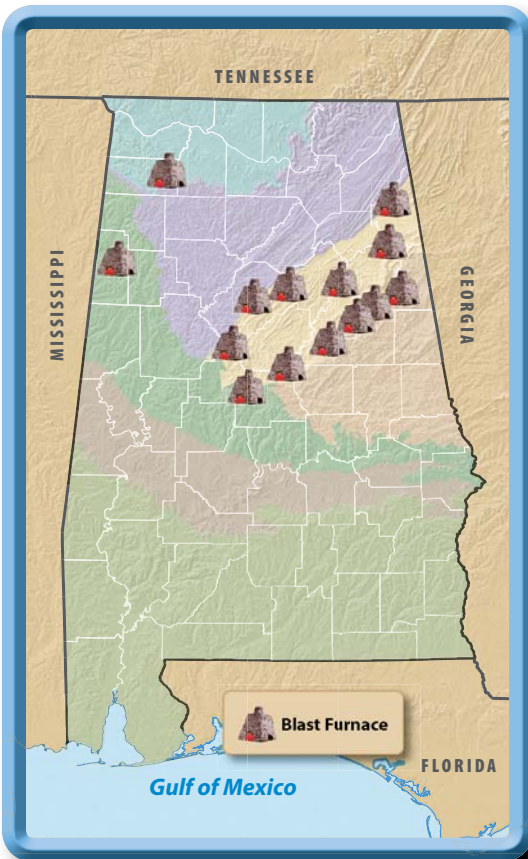 TENNESSEE
MISSISSIPPI
GEORGIA
Blast Furnace
FLORIDA
Gulf of Mexico